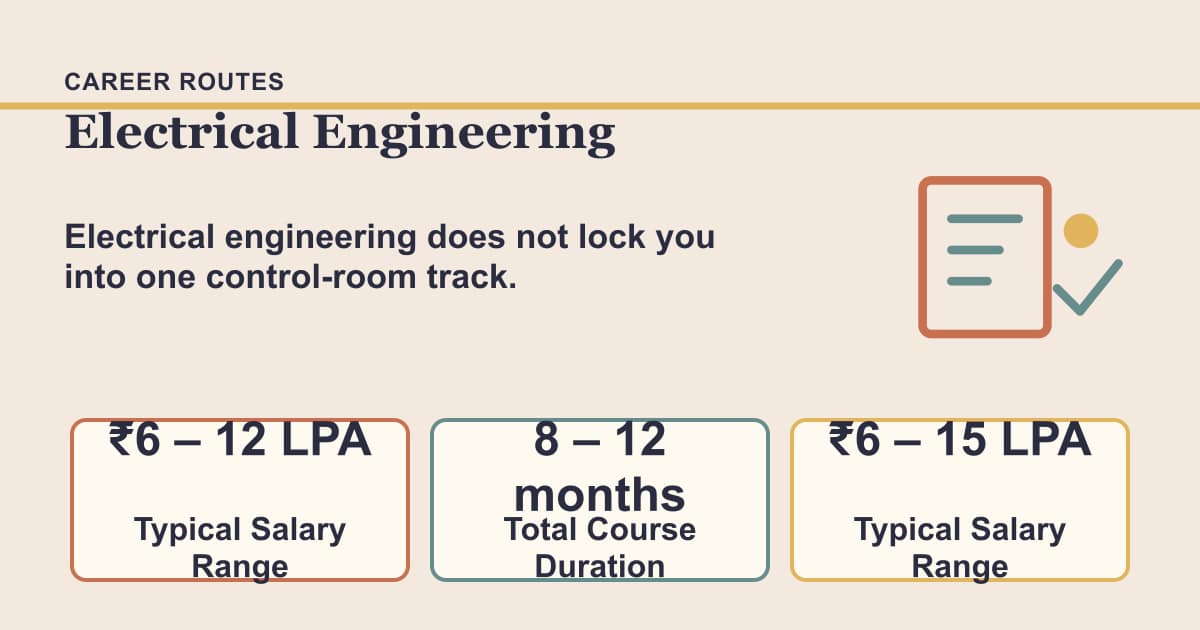 CAREER ROUTES
Electrical Engineering
Electrical engineering does not lock you
into one control-room track.
₹6 – 12 LPA
Typical Salary
Range
8 – 12
months
Total Course
Duration
₹6 – 15 LPA
Typical Salary
Range